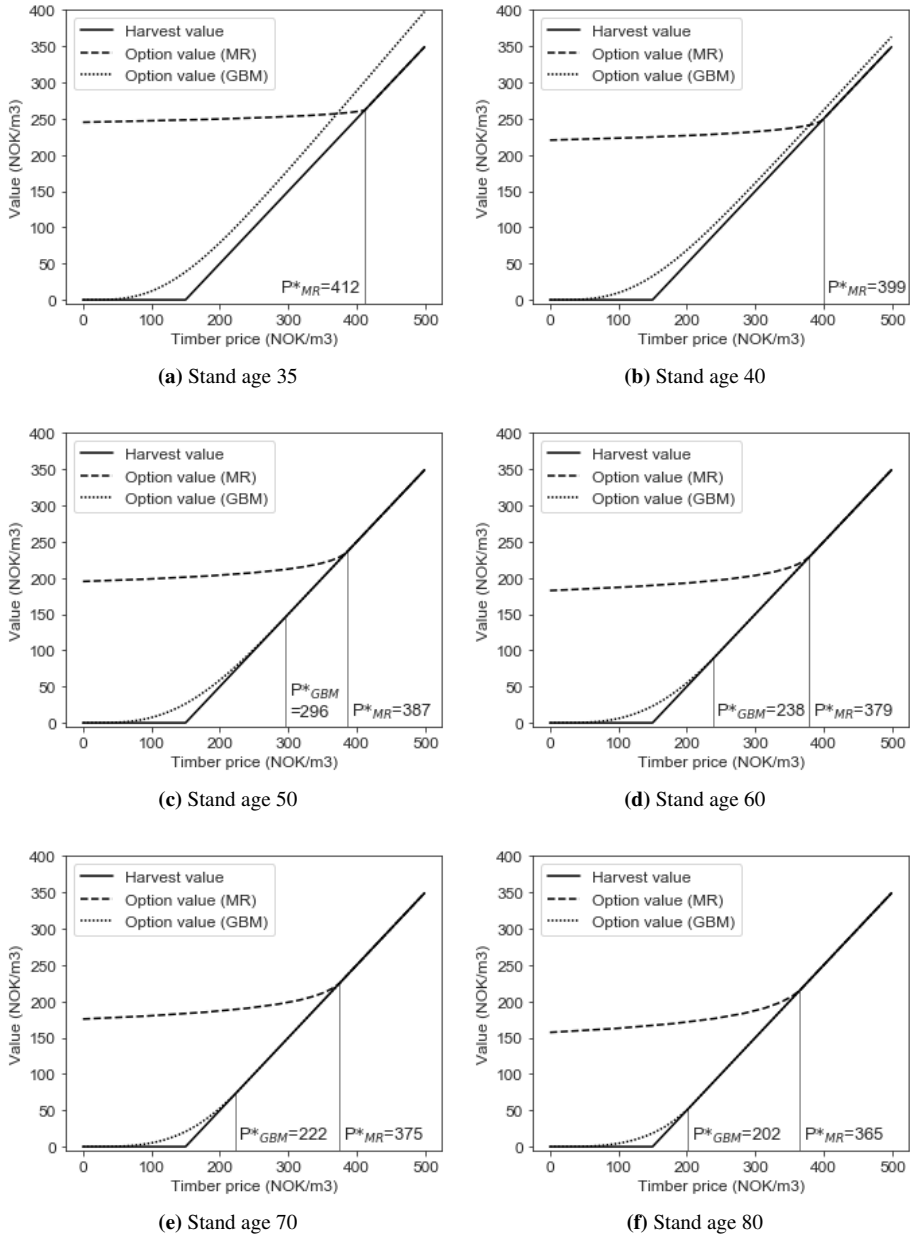 400
350
300
250
200
150
100
50
0
Value (NOK/m3)
Harvest value
Option value (MR)
Option value (GBM)
P*MR=412
0 100 200 300 400 500
Timber price (NOK/m3)
(a) Stand age 35
400
350
300
250
200
150
100
50
0
Value (NOK/m3)
Harvest value
Option value (MR)
Option value (GBM)
P*MR=399
0 100 200 300 400 500
Timber price (NOK/m3)
(b) Stand age 40
400
350
300
250
200
150
100
50
0
Value (NOK/m3)
Harvest value
Option value (MR)
Option value (GBM)
P*GBM
=296
P*MR=387
0 100 200 300 400 500
Timber price (NOK/m3)
(c) Stand age 50
400
350
300
250
200
150
100
50
0
Value (NOK/m3)
Harvest value
Option value (MR)
Option value (GBM)
P*GBM=238 P*MR=379
0 100 200 300 400 500
Timber price (NOK/m3)
(d) Stand age 60
400
350
300
250
200
150
100
50
0
Value (NOK/m3)
Harvest value
Option value (MR)
Option value (GBM)
P*GBM=222 P*MR=375
0 100 200 300 400 500
Timber price (NOK/m3)
(e) Stand age 70
400
350
300
250
200
150
100
50
0
Value (NOK/m3)
Harvest value
Option value (MR)
Option value (GBM)
P*GBM=202 P*MR=365
0 100 200 300 400 500
Timber price (NOK/m3)
(f) Stand age 80